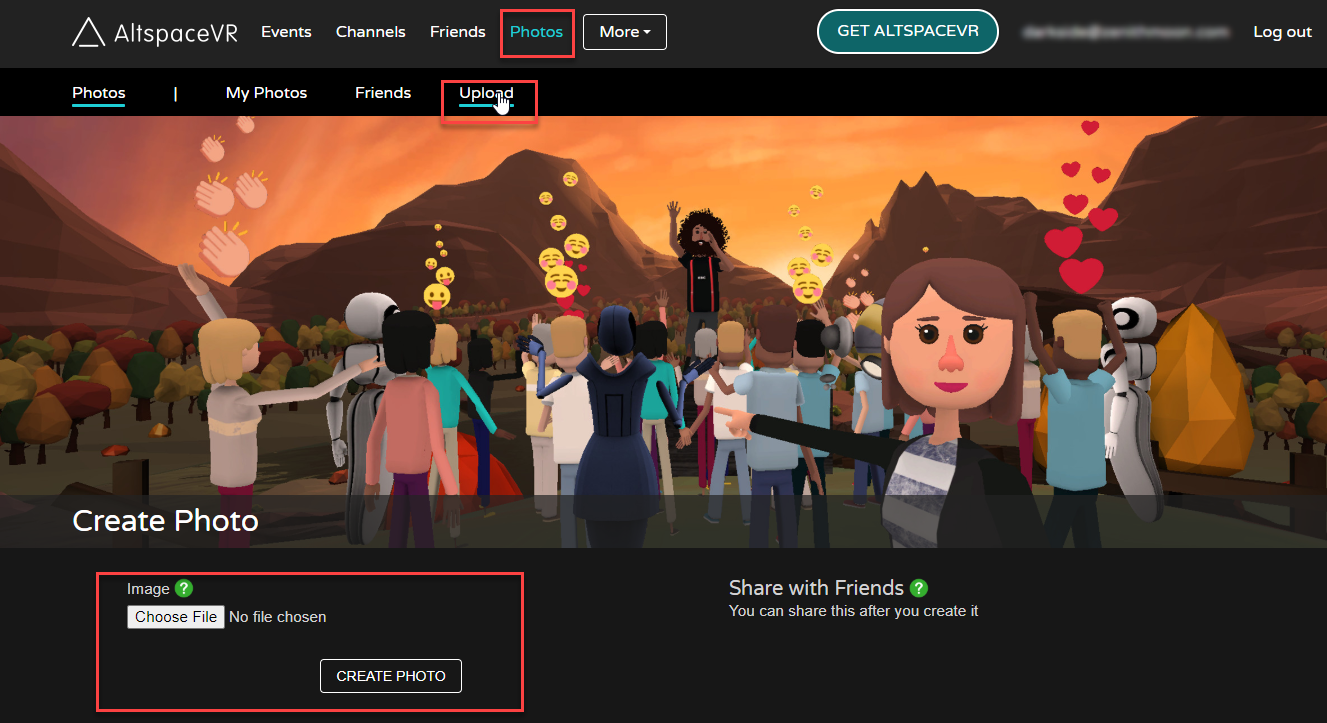 AltspaceVR Events Channels Friends Photos More GET ALTSPACEVR Log out
Photos | My Photos Friends Upload
Create Photo
Image ?
Choose File No file chosen
CREATE PHOTO
Share with Friends ?
You can share this after you create it